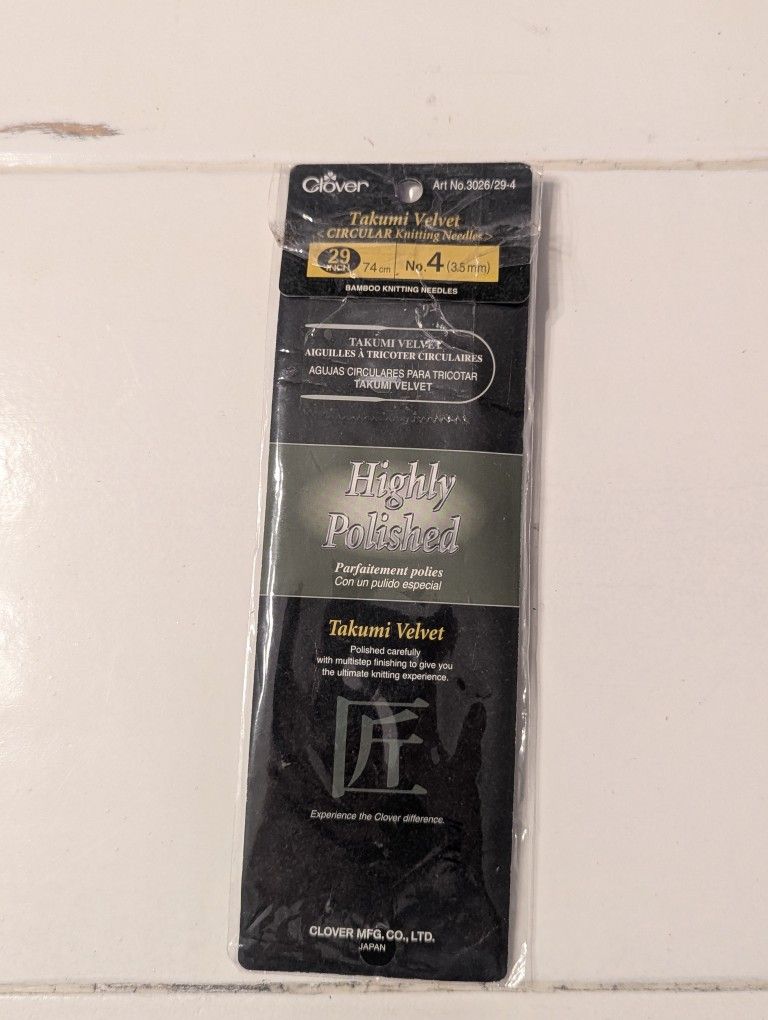 Clover
Art No.3026/29-4
Takumi Velvet
< CIRCULAR Knitting Needles >
29 INCH 74cm No.4 (3.5mm)
BAMBOO KNITTING NEEDLES
TAKUMI VELVET
AIGUILLES À TRICOTER CIRCULAIRES
AGUJAS CIRCULARES PARA TRICOTAR
TAKUMI VELVET
Highly
Polished
Parfaitement polies
Con un pulido especial
Takumi Velvet
Polished carefully
with multistep finishing to give you
the ultimate knitting experience.
匠
Experience the Clover difference.
CLOVER MFG. CO., LTD.
JAPAN